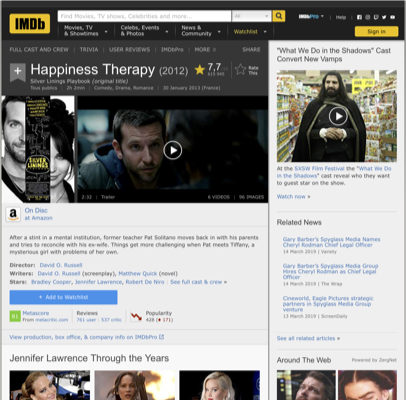 IMDb
Find Movies, TV shows, Celebrities and more...
All
IMDbPro
Help
Movies, TV
& Showtimes
Celebs, Events
& Photos
News &
Community
Watchlist
Sign in
FULL CAST AND CREW | TRIVIA | USER REVIEWS | IMDbPro | MORE
SHARE
Happiness Therapy (2012)
7,7
Rate
This
Silver Linings Playbook (original title)
Tous publics | 2h 2min | Comedy, Drama, Romance | 30 January 2013 (France)
SILVER
LININGS
2:32 | Trailer
6 VIDEOS | 96 IMAGES
On Disc
at Amazon
After a stint in a mental institution, former teacher Pat Solitano moves back in with his parents
and tries to reconcile with his ex-wife. Things get more challenging when Pat meets Tiffany, a
mysterious girl with problems of her own.
Director: David O. Russell
Writers: David O. Russell (screenplay), Matthew Quick (novel)
Stars: Bradley Cooper, Jennifer Lawrence, Robert De Niro | See full cast & crew »
+ Add to Watchlist
81
Metascore
From metacritic.com
Reviews
761 user | 537 critic
Popularity
428 (171)
View production, box office, & company info on IMDbPro
Jennifer Lawrence Through the Years
"What We Do in the Shadows" Cast
Convert New Vamps
At the SXSW Film Festival the "What We Do
in the Shadows" cast reveal who they want
to guest star on the show.
Watch now »
Related News
Gary Barber's Spyglass Media Names
Cheryl Rodman Chief Legal Officer
14 March 2019 | Variety
Gary Barber's Spyglass Media Group
Hires Cheryl Rodman as Chief Legal
Officer
14 March 2019 | The Wrap
Cineworld, Eagle Pictures strategic
partners in Spyglass Media Group
venture
13 March 2019 | ScreenDaily
See all related articles »
Around The Web
Powered by ZergNet